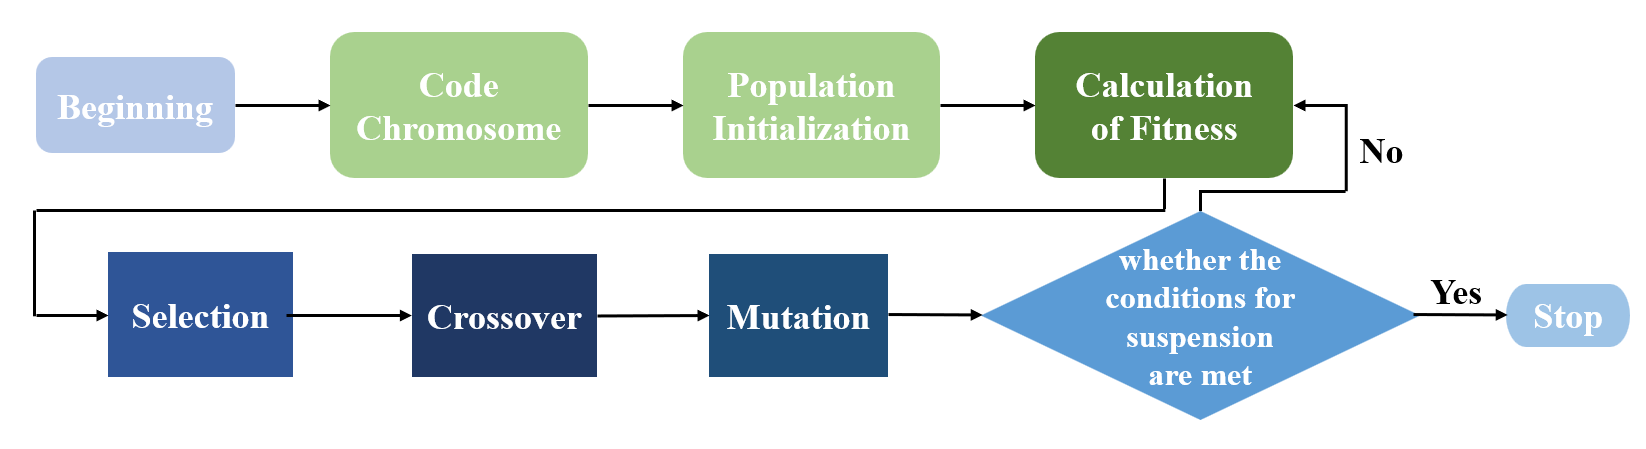 Beginning
Code
Chromosome
Population
Initialization
Calculation
of Fitness
No
Selection
Crossover
Mutation
whether the
conditions for
suspension
are met
Yes
Stop